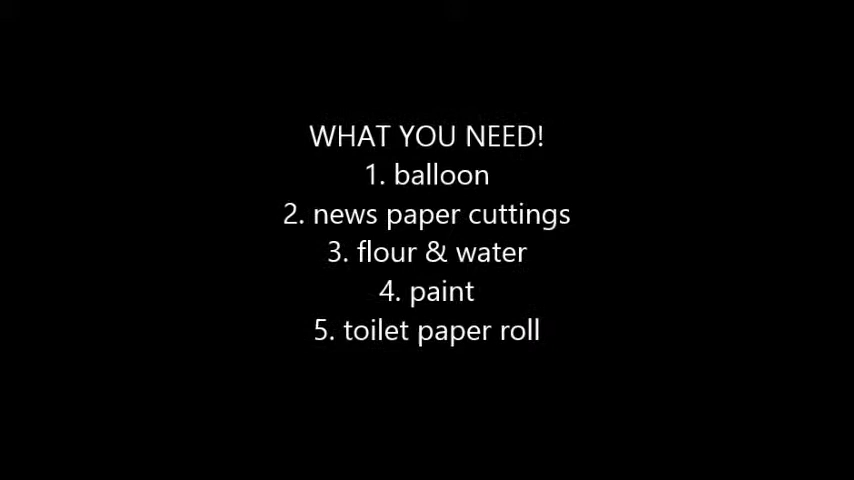 WHAT YOU NEED!
1. balloon
2. news paper cuttings
3. flour & water
4. paint
5. toilet paper roll